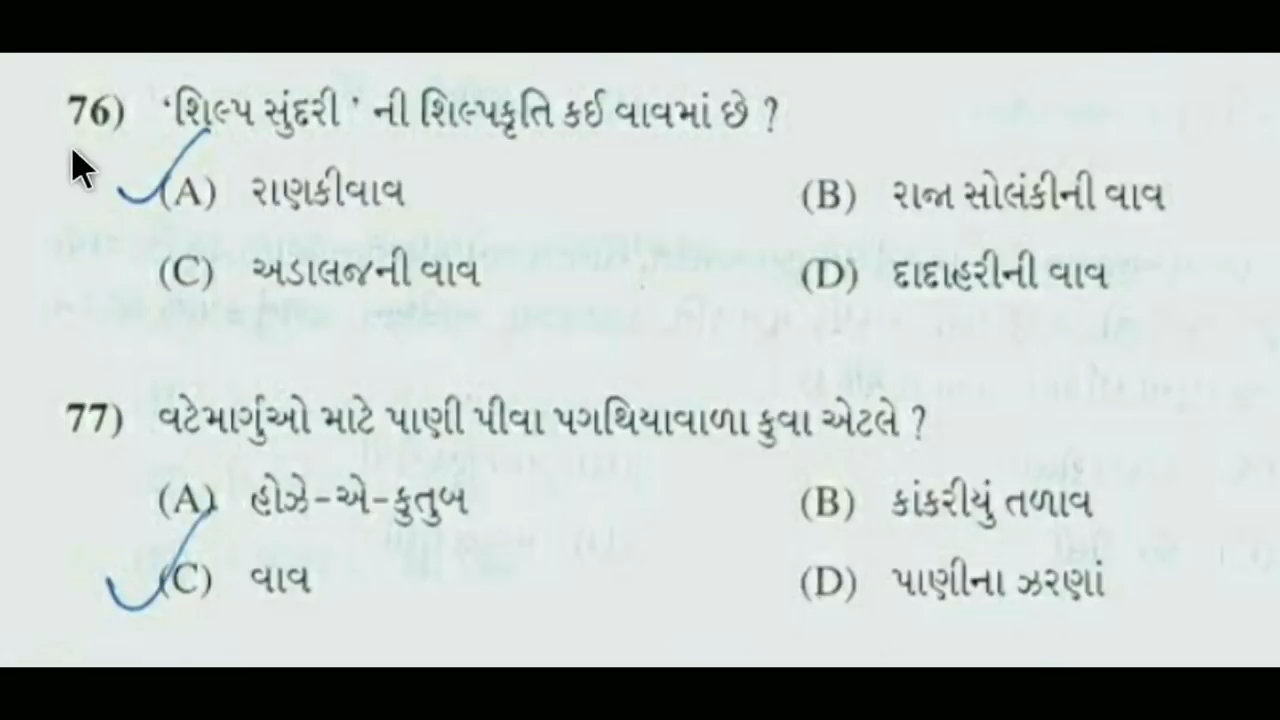 76) 'શિલ્પ સુંદરી' ની શિલ્પકૃતિ કઈ વાવમાં છે ?
(A) રાણકીવાવ (B) રાજા સોલંકીની વાવ
(C) અડાલજની વાવ (D) દાદાહરીની વાવ
77) વટેમાર્ગુઓ માટે પાણી પીવા પગથિયાવાળા કુવા એટલે ?
(A) હોઝે-એ-કુતુબ (B) કાંકરીયું તળાવ
(C) વાવ (D) પાણીના ઝરણાં